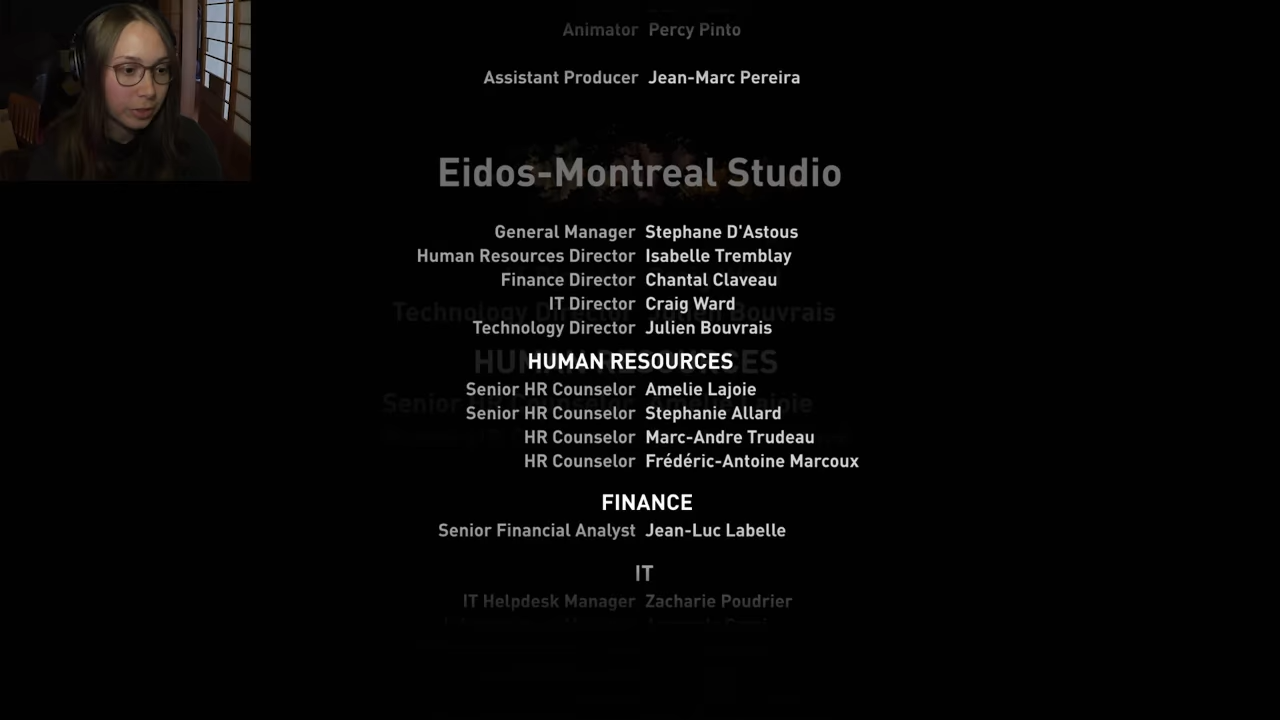 Animator Percy Pinto
Assistant Producer Jean-Marc Pereira
Eidos-Montreal Studio
General Manager Stephane D'Astous
Human Resources Director Isabelle Tremblay
Finance Director Chantal Claveau
IT Director Craig Ward
Technology Director Julien Bouvrais
HUMAN RESOURCES
Senior HR Counselor Amelie Lajoie
Senior HR Counselor Stephanie Allard
HR Counselor Marc-Andre Trudeau
HR Counselor Frédéric-Antoine Marcoux
FINANCE
Senior Financial Analyst Jean-Luc Labelle
IT
IT Helpdesk Manager Zacharie Poudrier